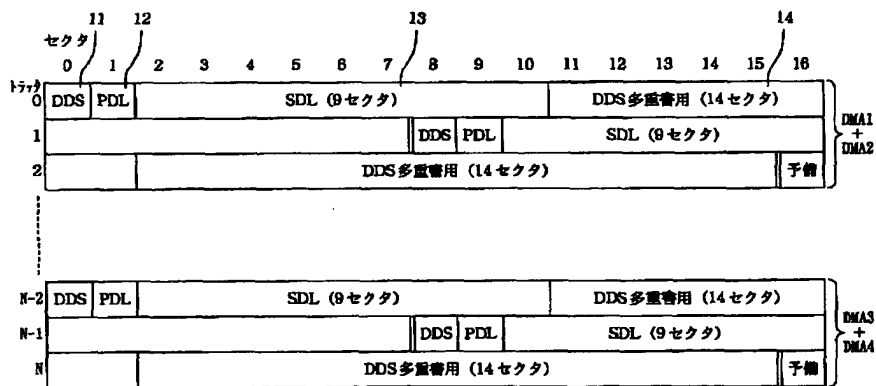 11 12 13 14
セクタ
0 1 2 3 4 5 6 7 8 9 10 11 12 13 14 15 16
トラック
0 DDS PDL SDL (9セクタ) DDS多重書用 (14セクタ)
1 DDS PDL SDL (9セクタ)
2 DDS多重書用 (14セクタ) 予備
DMA1
+
DMA2
N-2 DDS PDL SDL (9セクタ) DDS多重書用 (14セクタ)
N-1 DDS PDL SDL (9セクタ)
N DDS多重書用 (14セクタ) 予備
DMA3
+
DMA4